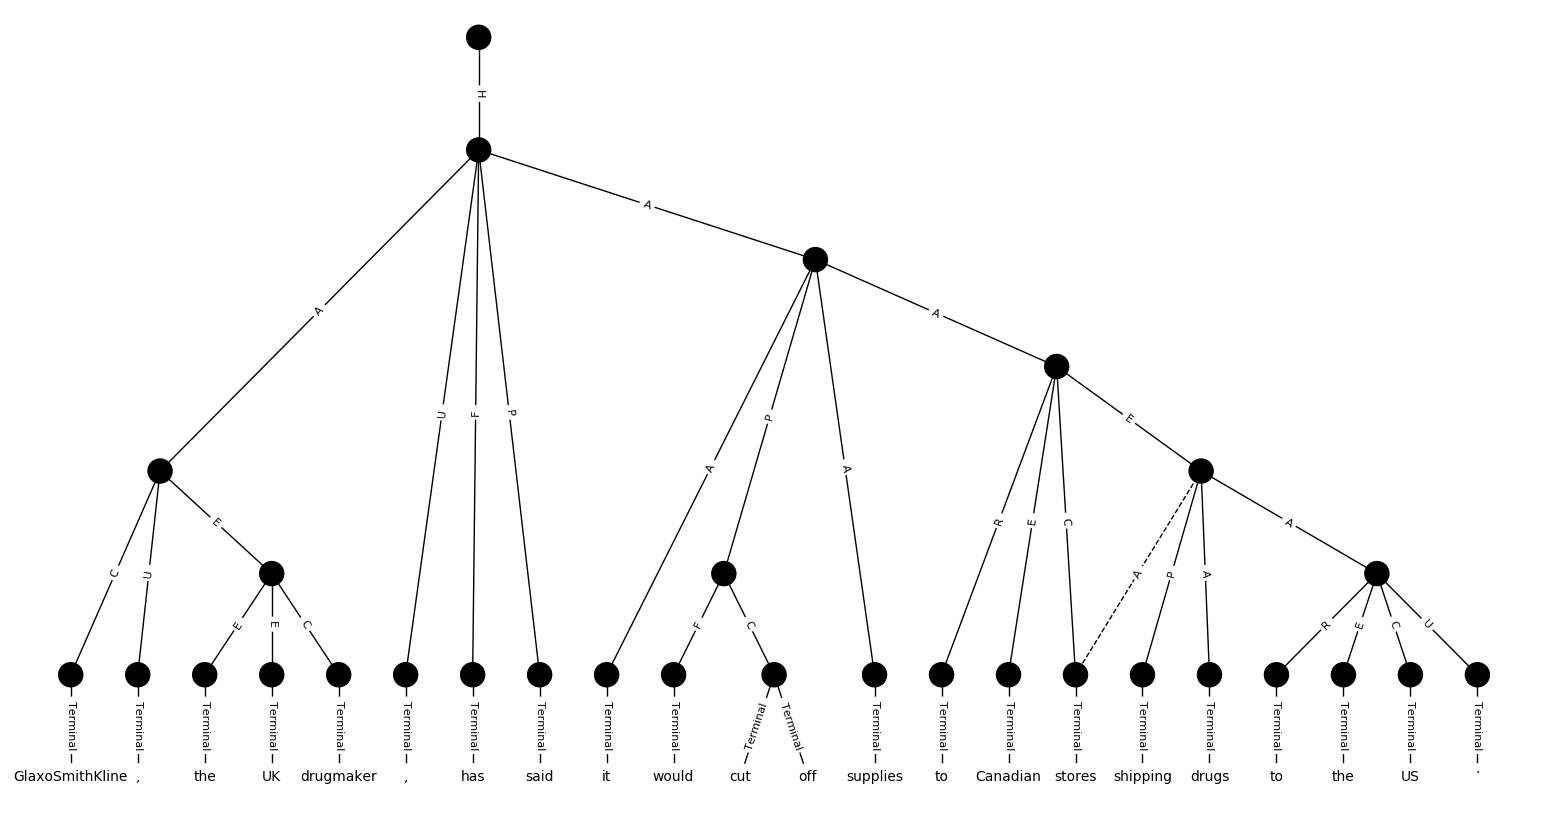 H
A
A
A
P
E
U
F
P
A
A
E
R
E
C
A
C
U
E
F
C
A
P
A
R
E
C
U
E
E
C
Terminal Terminal Terminal Terminal Terminal Terminal Terminal Terminal Terminal Terminal Terminal Terminal Terminal Terminal Terminal Terminal Terminal Terminal Terminal Terminal Terminal Terminal
GlaxoSmithKline , the UK drugmaker , has said it would cut off supplies to Canadian stores shipping drugs to the US .